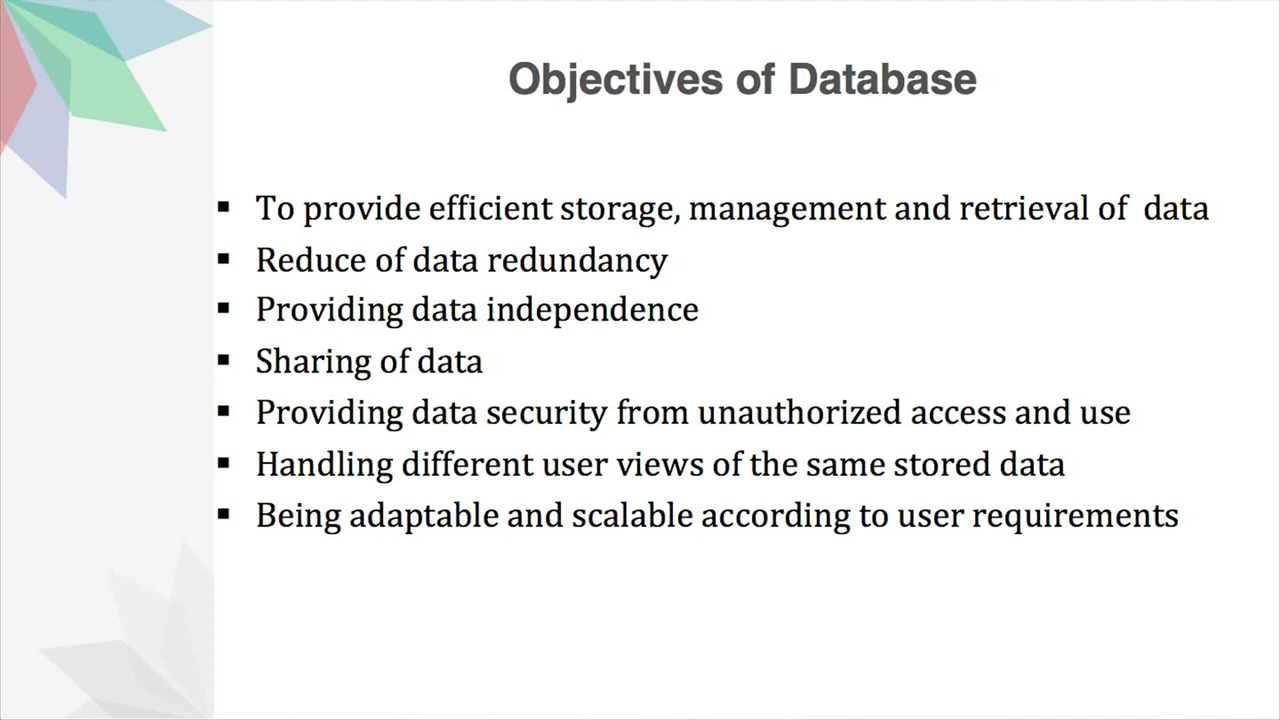 Objectives of Database
▪ To provide efficient storage, management and retrieval of data
▪ Reduce of data redundancy
▪ Providing data independence
▪ Sharing of data
▪ Providing data security from unauthorized access and use
▪ Handling different user views of the same stored data
▪ Being adaptable and scalable according to user requirements